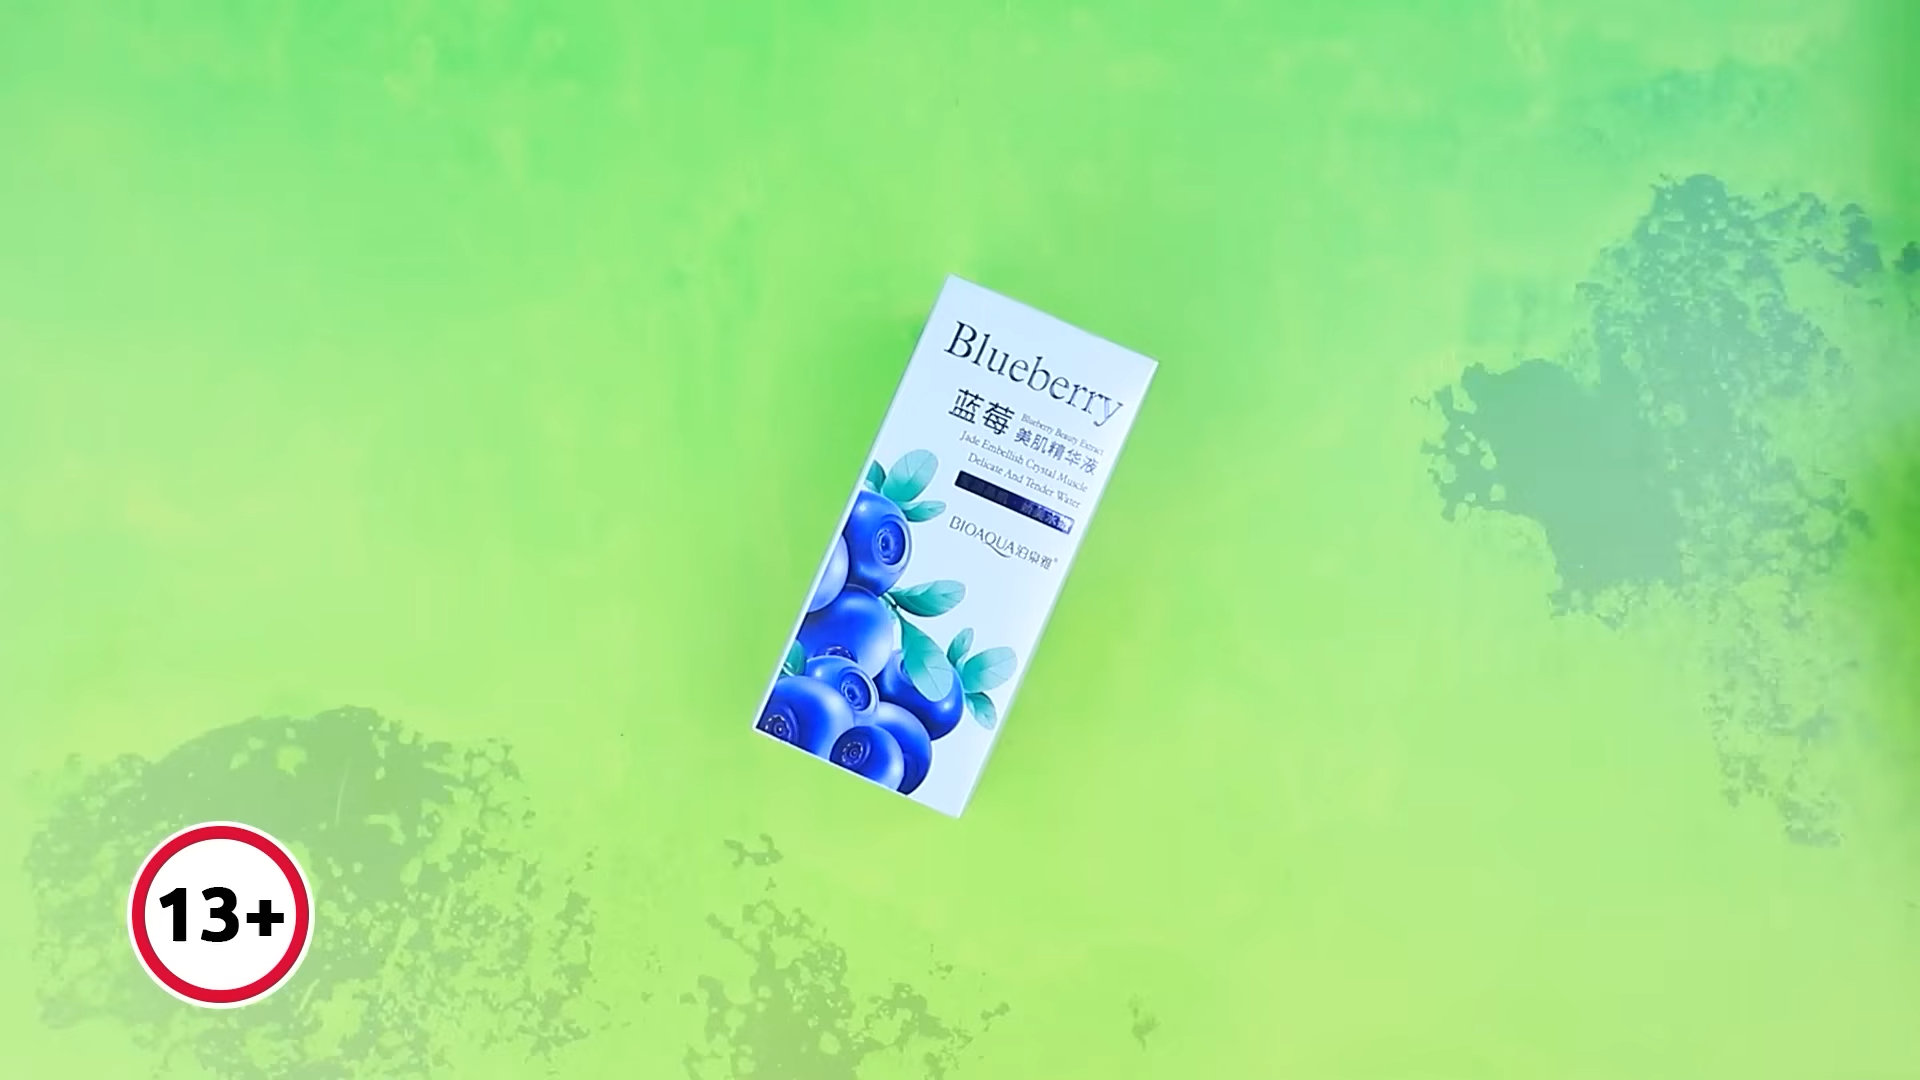 Blueberry
蓝莓
Blueberry Beauty Extract
美肌精华液
Jade Embellish Crystal Muscle
Delicate And Tender Water
BIOAQUA泊泉雅®
13+